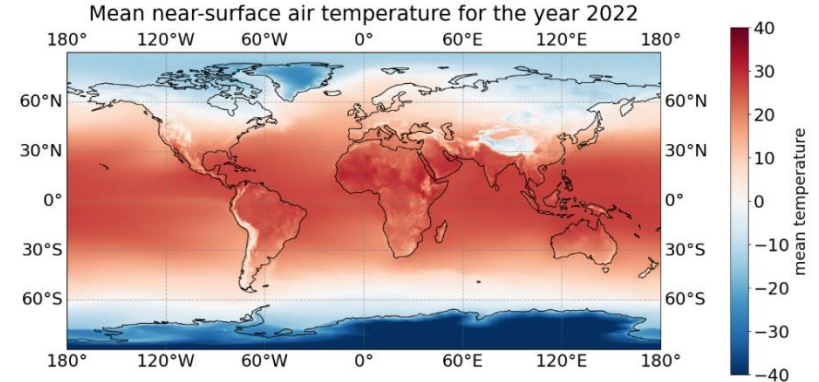 Mean near-surface air temperature for the year 2022
180° 120°W 60°W 0° 60°E 120°E 180°
60°N 60°N
30°N 30°N
0° 0°
30°S 30°S
60°S 60°S
180° 120°W 60°W 0° 60°E 120°E 180°
40
30
20
10
0
−10
−20
−30
−40
mean temperature